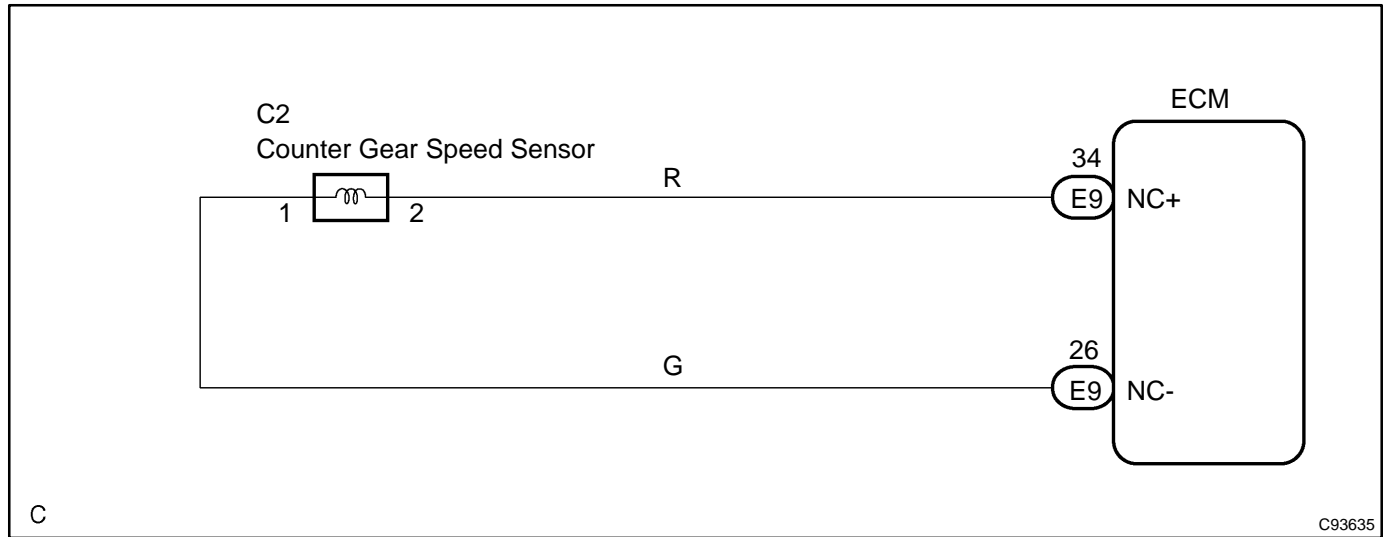 ECM
C2
Counter Gear Speed Sensor
1
2
R
34
E9
NC+
G
26
E9
NC-
C
C93635